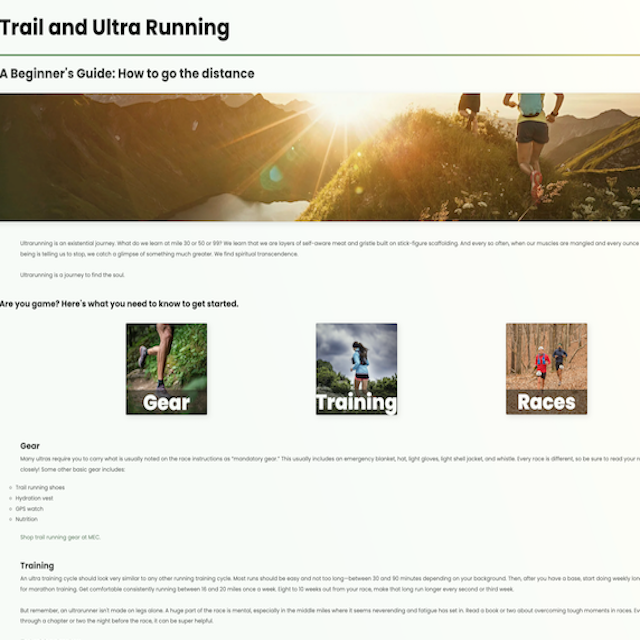 Trail and Ultra Running
A Beginner's Guide: How to go the distance
Ultrarunning is an existential journey. What do we learn at mile 30 or 50 or 99? We learn that we are layers of self-aware meat and gristle built on stick-figure scaffolding. And every so often, when our muscles are mangled and every ounce
being is telling us to stop, we catch a glimpse of something much greater. We find spiritual transcendence.
Ultrarunning is a journey to find the soul.
Are you game? Here's what you need to know to get started.
Gear
Training
Races
Gear
Many ultras require you to carry what is usually noted on the race instructions as "mandatory gear." This usually includes an emergency blanket, hat, light gloves, light shell jacket, and whistle. Every race is different, so be sure to read your
closely! Some other basic gear includes:
Trail running shoes
Hydration vest
GPS watch
Nutrition
Shop trail running gear at MEC.
Training
An ultra training cycle should look very similar to any other running training cycle. Most runs should be easy and not too long—between 30 and 90 minutes depending on your background. Then, after you have a base, start doing weekly
for marathon training. Get comfortable consistently running between 16 and 20 miles once a week. Eight to 10 weeks out from your race, make that long run longer every second or third week.
But remember, an ultrarunner isn't made on legs alone. A huge part of the race is mental, especially in the middle miles where it seems neverending and fatigue has set in. Read a book or two about overcoming tough moments in races.
through a chapter or two the night before the race, it can be super helpful.